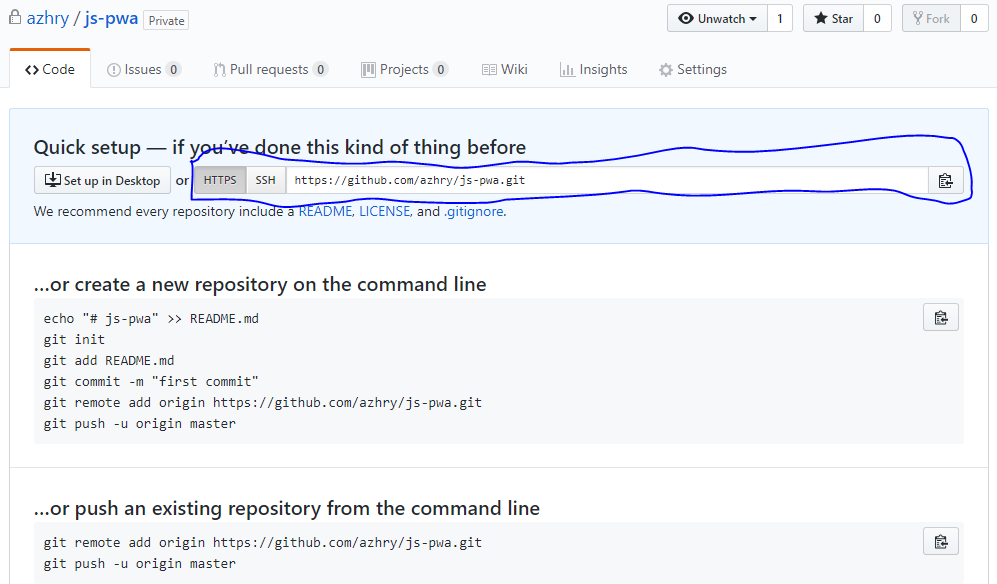 azhry / js-pwa Private
Unwatch 1 Star 0 Fork 0
Code Issues 0 Pull requests 0 Projects 0 Wiki Insights Settings
Quick setup — if you've done this kind of thing before
Set up in Desktop or HTTPS SSH https://github.com/azhry/js-pwa.git
We recommend every repository include a README, LICENSE, and .gitignore.
…or create a new repository on the command line
echo "# js-pwa" >> README.md
git init
git add README.md
git commit -m "first commit"
git remote add origin https://github.com/azhry/js-pwa.git
git push -u origin master
…or push an existing repository from the command line
git remote add origin https://github.com/azhry/js-pwa.git
git push -u origin master